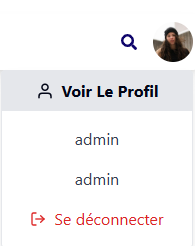 Voir Le Profil
admin
admin
Se déconnecter